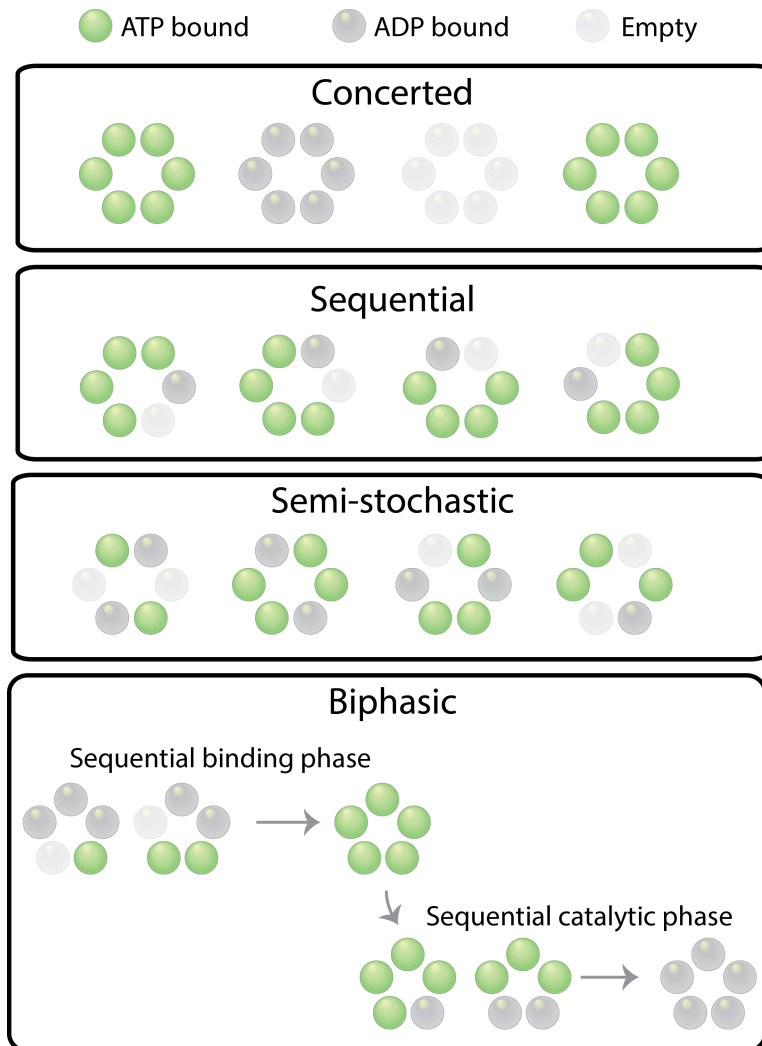 ATP bound ADP bound Empty
Concerted
Sequential
Semi-stochastic
Biphasic
Sequential binding phase
Sequential catalytic phase